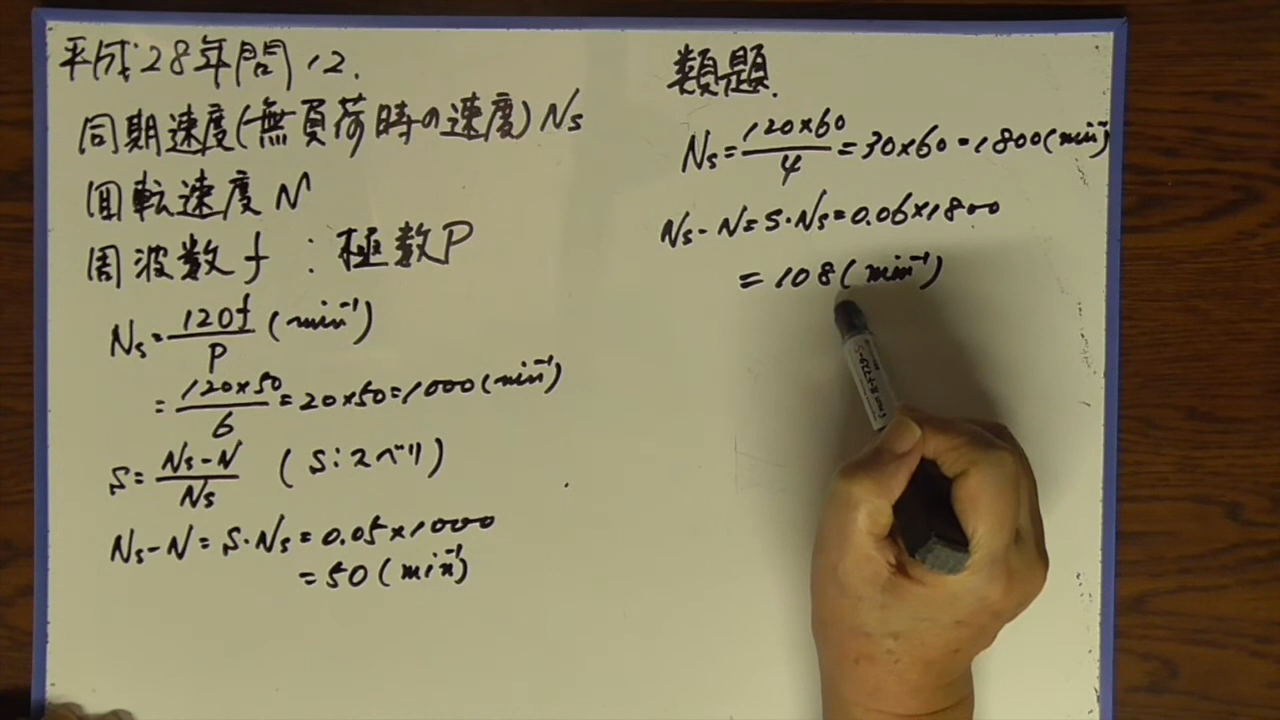 平成28年問12.
同期速度(無負荷時の速度) Ns
回転速度 N
周波数 f : 極数P
Ns=120f/P (min⁻¹)
=120×50/6=20×50=1000(min⁻¹)
S=Ns-N/Ns (S:スベリ)
Ns-N=S·Ns=0.05×1000
=50(min⁻¹)
類題.
Ns=120×60/4=30×60=1800(min⁻¹)
Ns-N=S·Ns=0.06×1800
=108(min⁻¹)